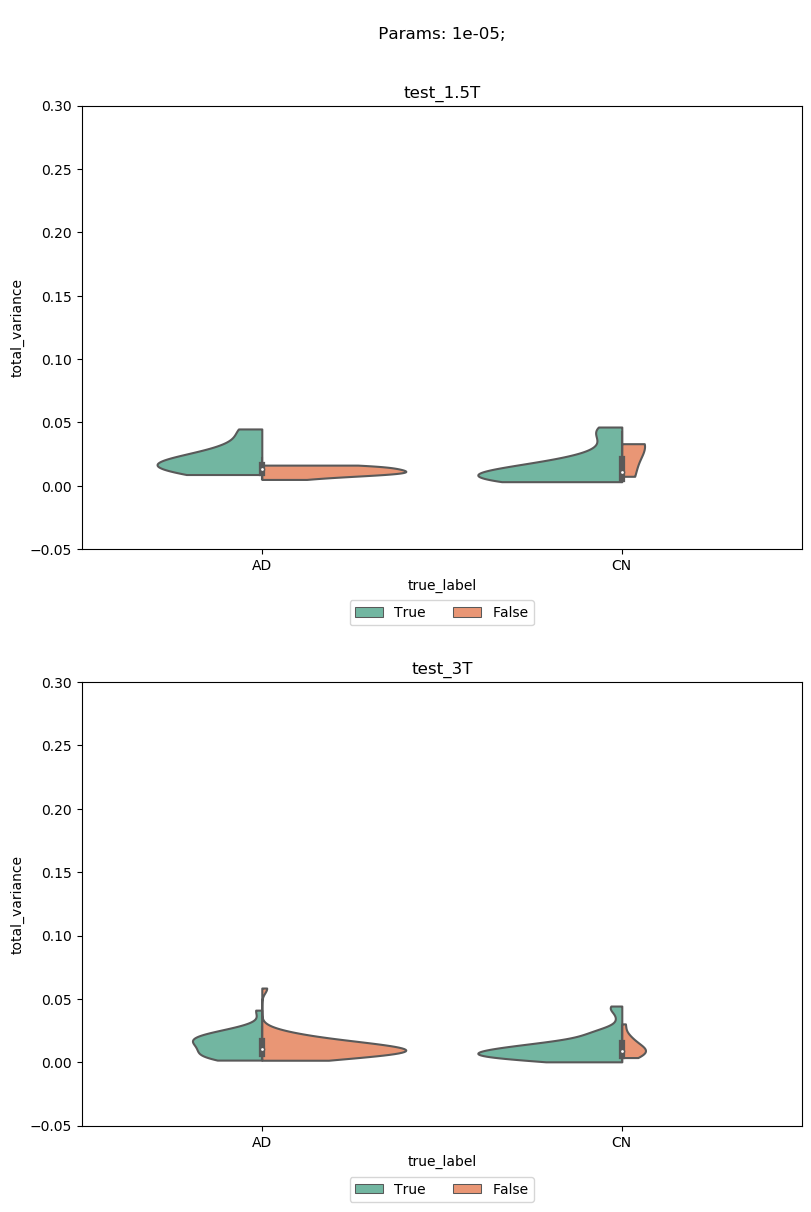 Params: 1e-05;
test_1.5T
0.30
0.25
0.20
0.15
0.10
0.05
0.00
−0.05
total_variance
AD
CN
true_label
True
False
test_3T
0.30
0.25
0.20
0.15
0.10
0.05
0.00
−0.05
total_variance
AD
CN
true_label
True
False